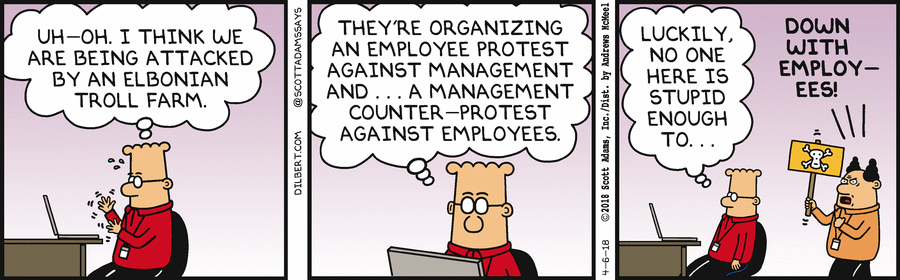 UH-OH. I THINK WE
ARE BEING ATTACKED
BY AN ELBONIAN
TROLL FARM.
DILBERT.COM @SCOTTADAMSSAYS
THEY'RE ORGANIZING
AN EMPLOYEE PROTEST
AGAINST MANAGEMENT
AND . . . A MANAGEMENT
COUNTER-PROTEST
AGAINST EMPLOYEES.
4-6-18 ©2018 Scott Adams, Inc./Dist. by Andrews McMeel
LUCKILY,
NO ONE
HERE IS
STUPID
ENOUGH
TO . . .
DOWN
WITH
EMPLOY-
EES!